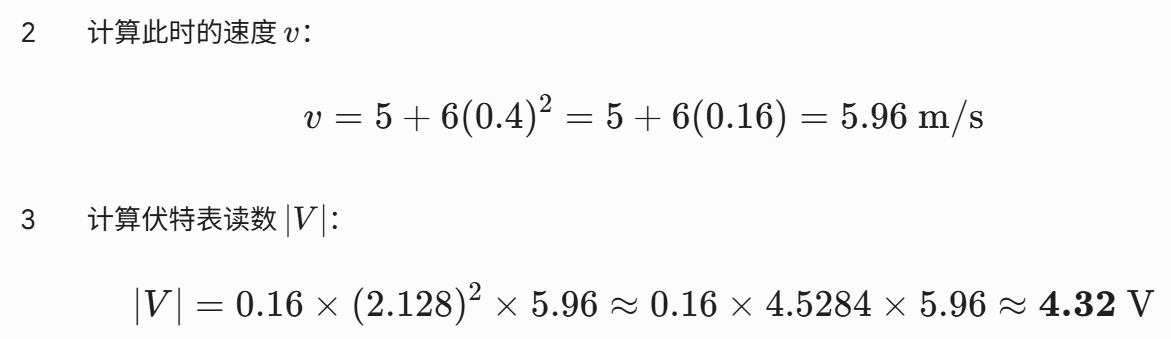 2 计算此时的速度 v：
v = 5 + 6(0.4)² = 5 + 6(0.16) = 5.96 m/s
3 计算伏特表读数 |V|：
|V| = 0.16 × (2.128)² × 5.96 ≈ 0.16 × 4.5284 × 5.96 ≈ 4.32 V